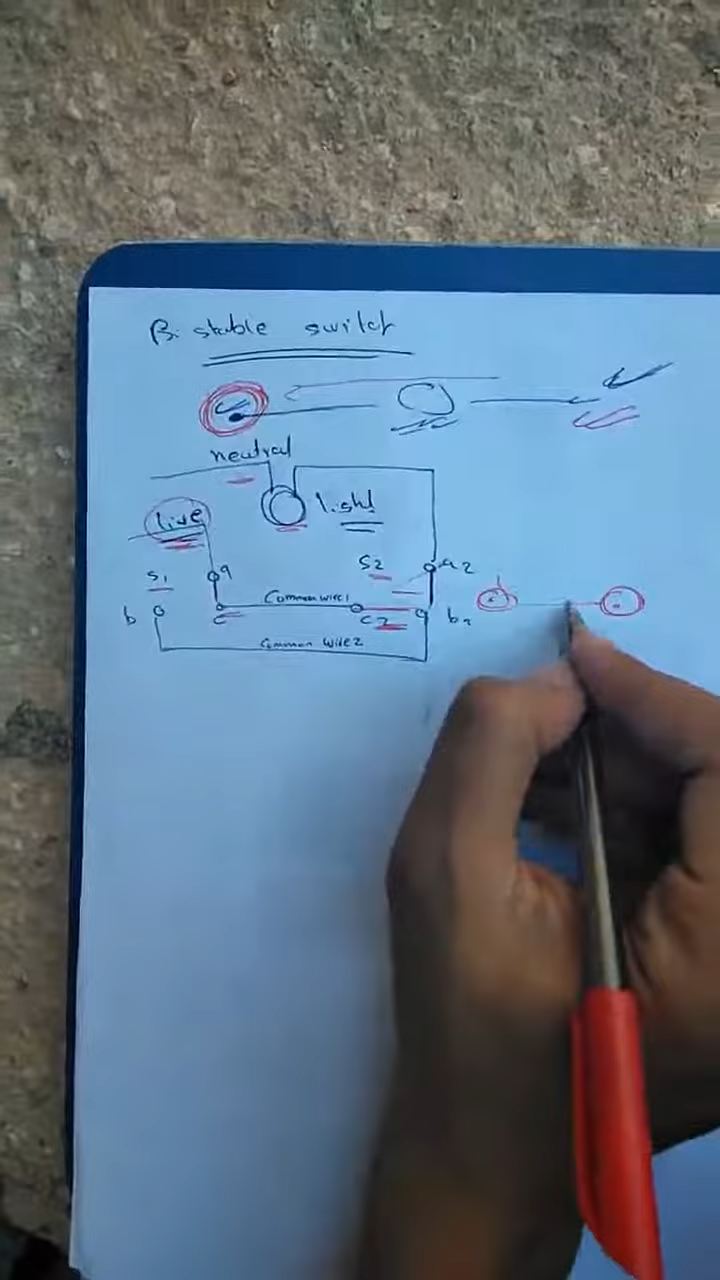 Bi stable switch
neutral
live
light
S1 a S2 a2
b c Common wire1 c2 b2
Common wire2